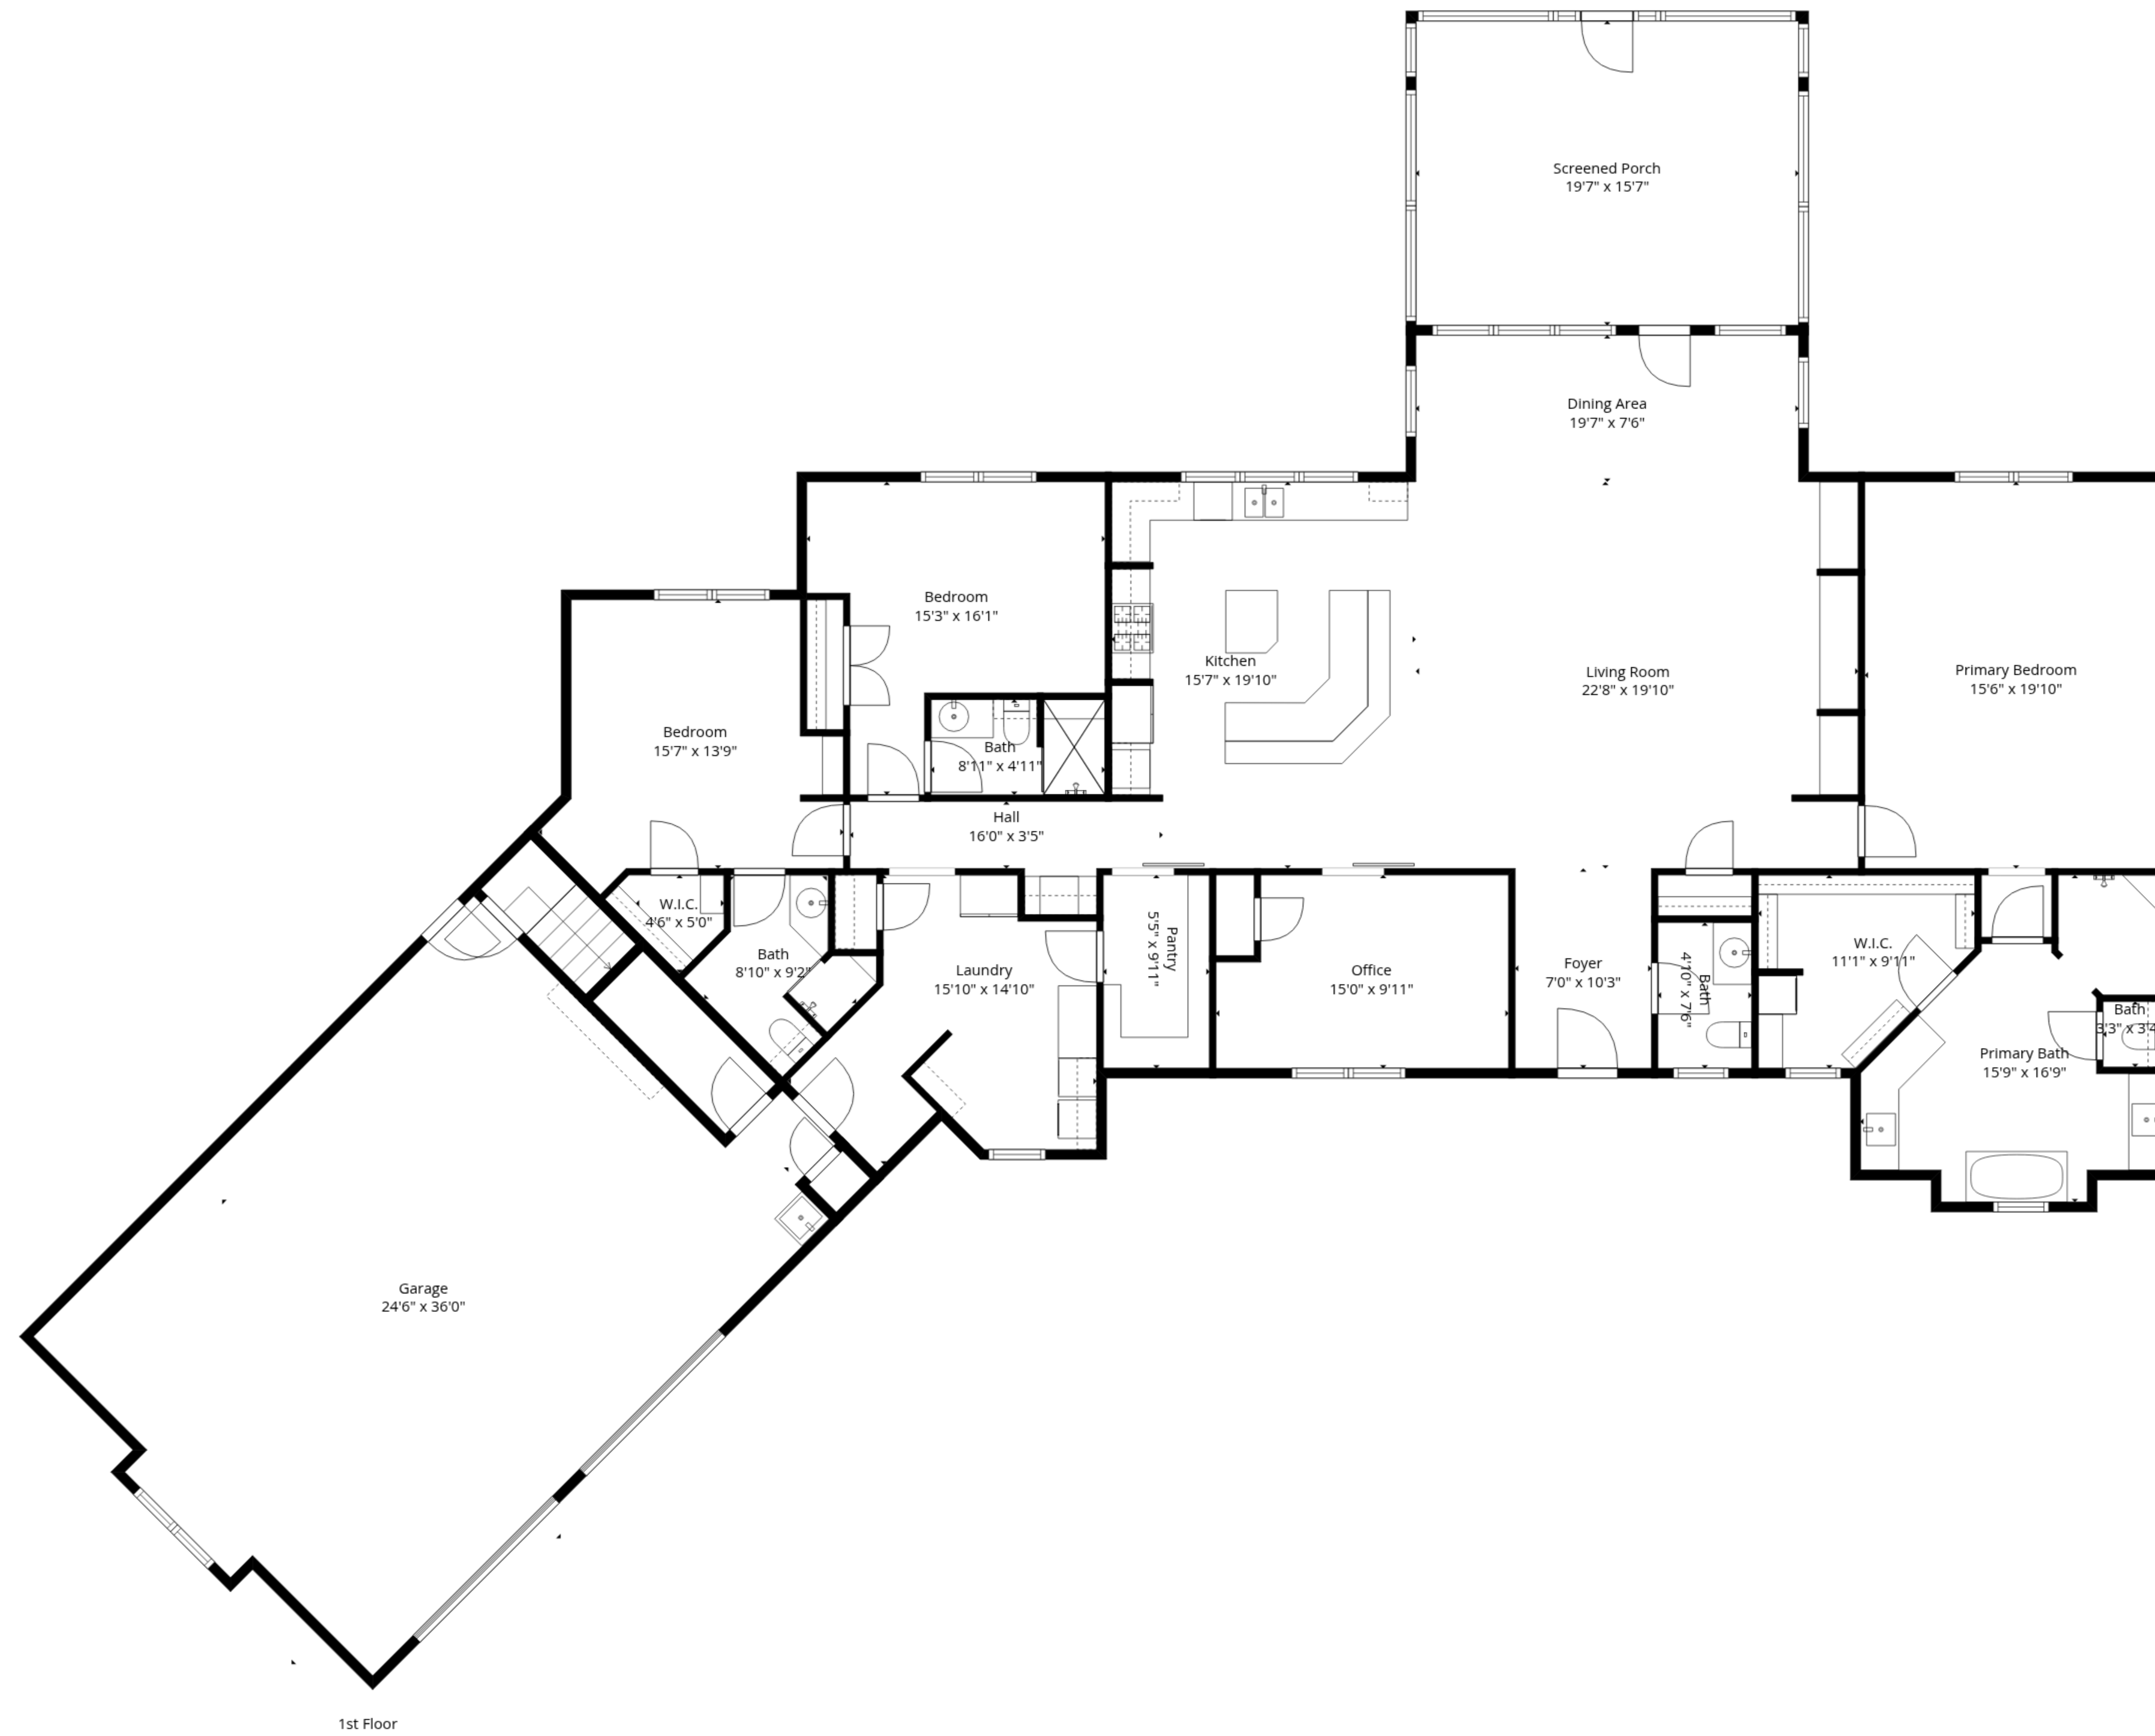 Screened Porch
19'7" x 15'7"
Dining Area
19'7" x 7'6"
Bedroom
15'3" x 16'1"
Kitchen
15'7" x 19'10"
Living Room
22'8" x 19'10"
Primary Bedroom
15'6" x 19'10"
Bedroom
15'7" x 13'9"
Bath
8'11" x 4'11"
Hall
16'0" x 3'5"
W.I.C.
4'6" x 5'0"
Bath
8'10" x 9'2"
Laundry
15'10" x 14'10"
Pantry
5'5" x 9'11"
Office
15'0" x 9'11"
Foyer
7'0" x 10'3"
Bath
4'10" x 7'6"
W.I.C.
11'1" x 9'11"
Bath
3'3" x 3'4
Primary Bath
15'9" x 16'9"
Garage
24'6" x 36'0"
1st Floor